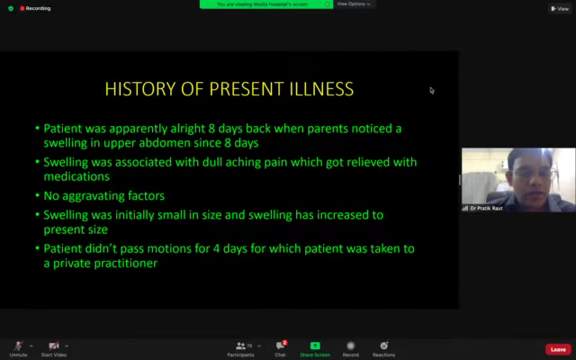 Recording
You are viewing Wadia Hospital's screen
View Options
View
HISTORY OF PRESENT ILLNESS
• Patient was apparently alright 8 days back when parents noticed a
swelling in upper abdomen since 8 days
• Swelling was associated with dull aching pain which got relieved with
medications
• No aggravating factors
• Swelling was initially small in size and swelling has increased to
present size
• Patient didn't pass motions for 4 days for which patient was taken to
a private practitioner
Dr Pratik Raut
Unmute
Start Video
Participants
Chat
Share Screen
Record
Reactions
Leave